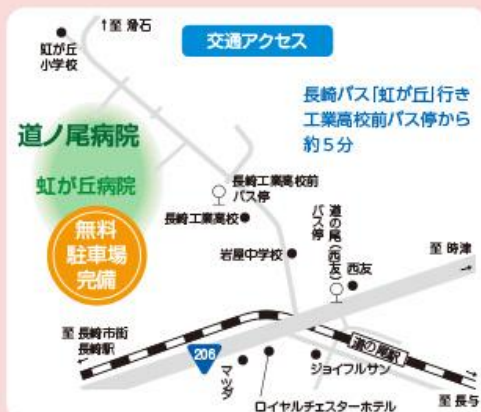 ↑至 滑石
虹が丘
小学校
交通アクセス
長崎バス「虹が丘」行き
工業高校前バス停から
約5分
道ノ尾病院
虹が丘病院
無料
駐車場
完備
長崎工業高校前
バス停
長崎工業高校
岩屋中学校
道の尾(西友)
バス停
西友
至 時津
至 長崎市街
長崎駅
206
マツダ
ロイヤルチェスターホテル
ジョイフルサン
道の尾駅
至 長与